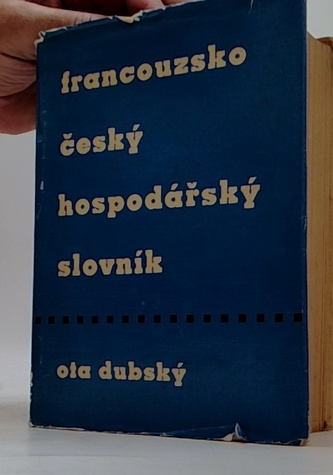 francouzsko
český
hospodářský
slovník
ota dubský